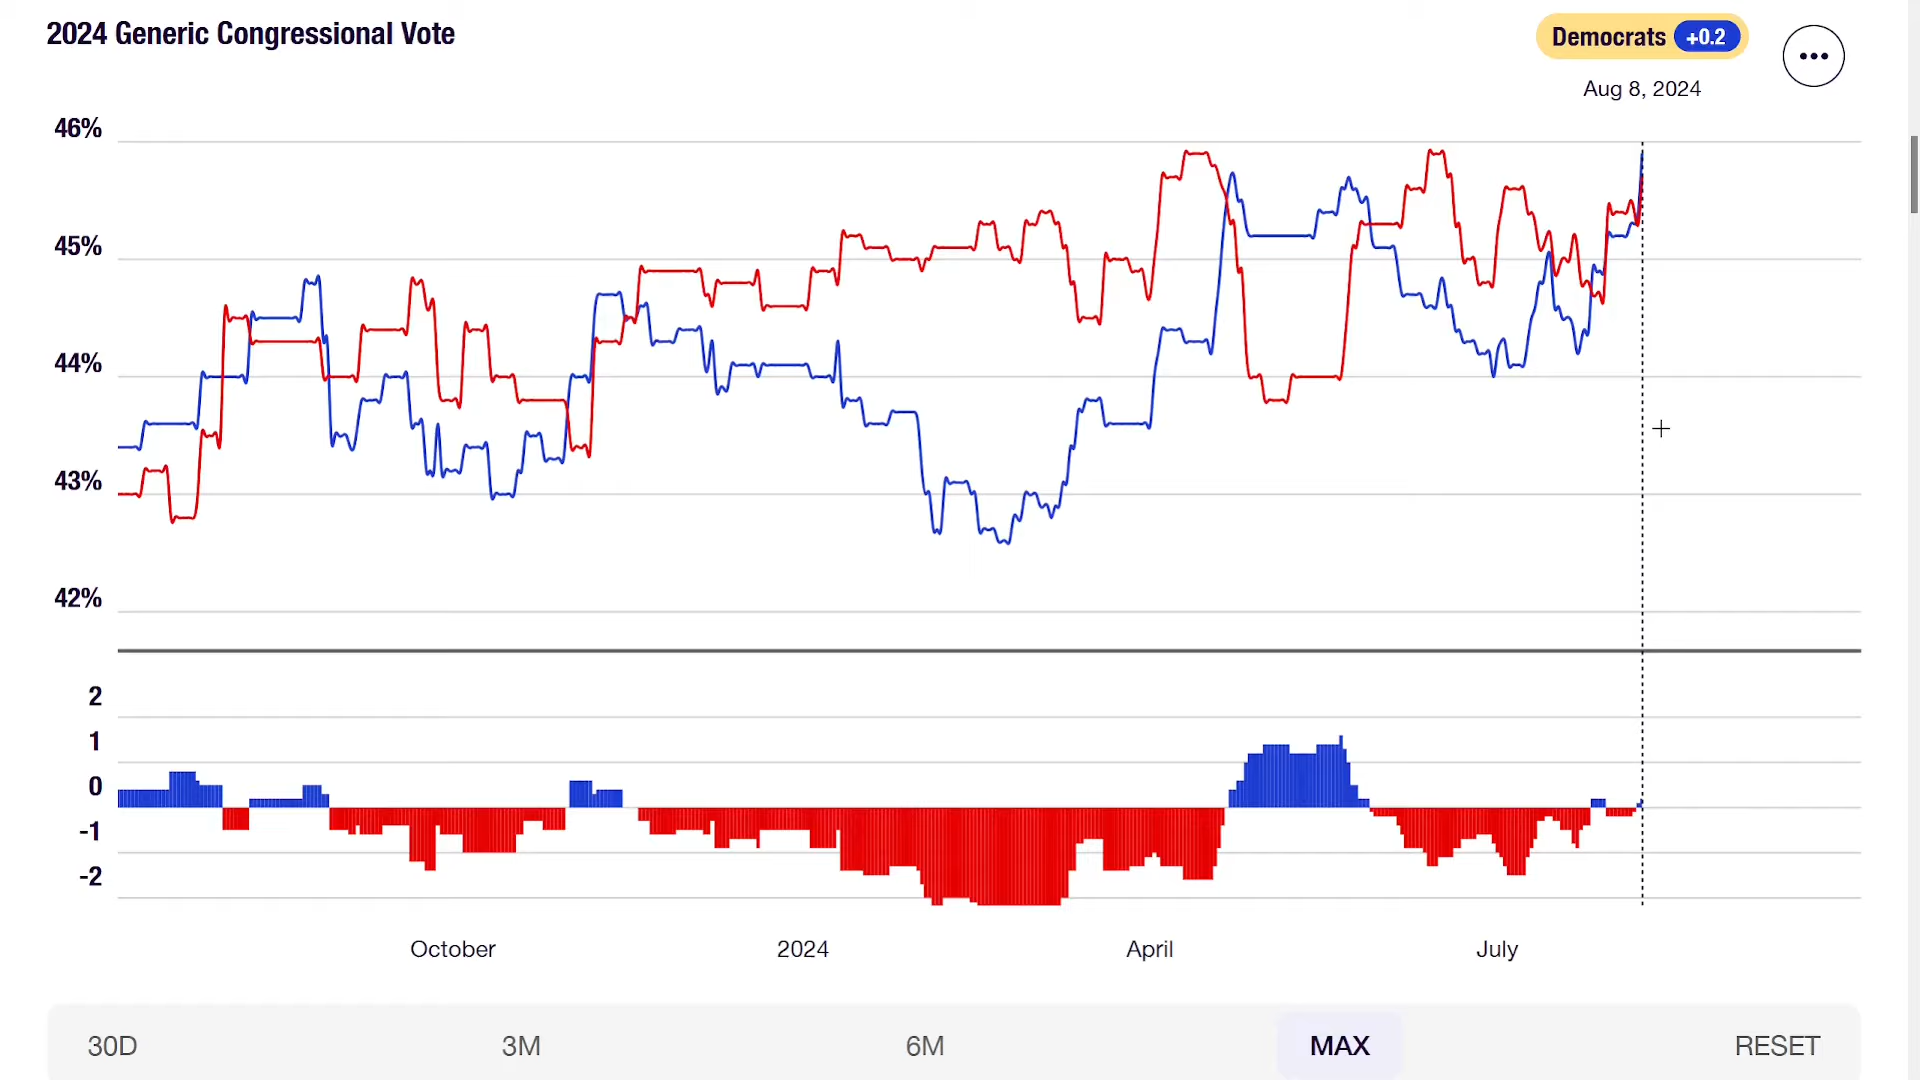 2024 Generic Congressional Vote
Democrats +0.2
Aug 8, 2024
46%
45%
44%
43%
42%
2
1
0
-1
-2
October 2024 April July
30D 3M 6M MAX RESET